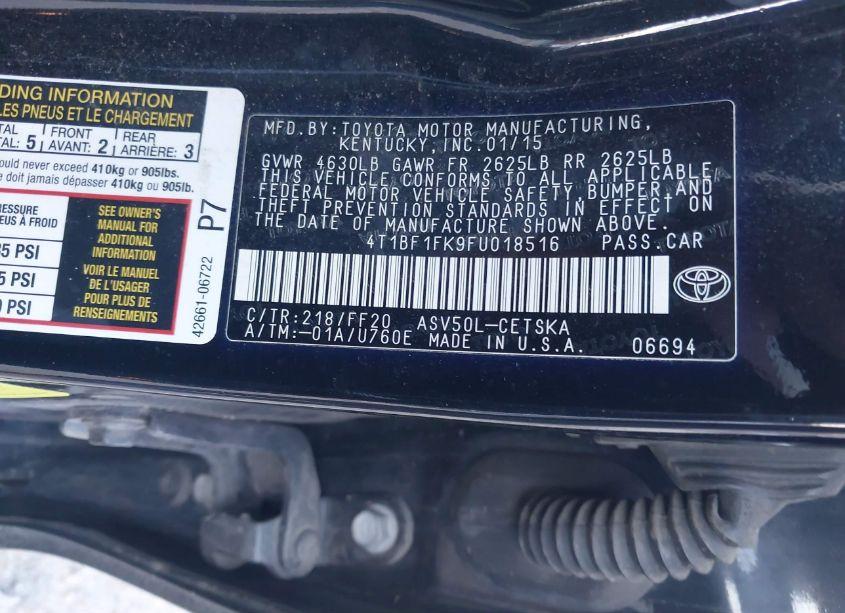 DING INFORMATION
LES PNEUS ET LE CHARGEMENT
TAL 5 FRONT 2 REAR 3
TAL: AVANT: ARRIÈRE:
ould never exceed 410kg or 905lbs.
e doit jamais dépasser 410kg ou 905lb.
ESSURE
EUS À FROID
35 PSI
5 PSI
0 PSI
SEE OWNER'S
MANUAL FOR
ADDITIONAL
INFORMATION
VOIR LE MANUEL
DE L'USAGER
POUR PLUS DE
RENSEIGNEMENTS
P7
42661-06722
MFD.BY:TOYOTA MOTOR MANUFACTURING,
KENTUCKY,INC.01/15
GVWR 4630LB GAWR FR 2625LB RR 2625LB
THIS VEHICLE CONFORMS TO ALL APPLICABLE
FEDERAL MOTOR VEHICLE SAFETY,BUMPER AND
THEFT PREVENTION STANDARDS IN EFFECT ON
THE DATE OF MANUFACTURE SHOWN ABOVE.
4T1BF1FK9FU018516 PASS.CAR
C/TR:218/FF20 ASV50L-CETSKA
A/TM:-01A/U760E MADE IN U.S.A. 06694